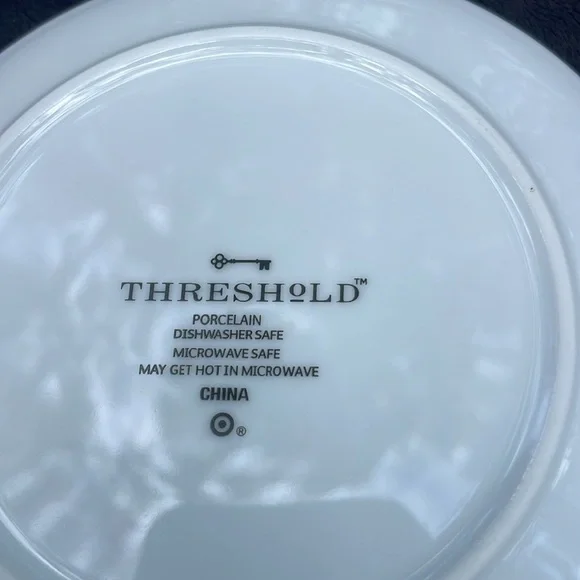 THRESHOLD™
PORCELAIN
DISHWASHER SAFE
MICROWAVE SAFE
MAY GET HOT IN MICROWAVE
CHINA
®